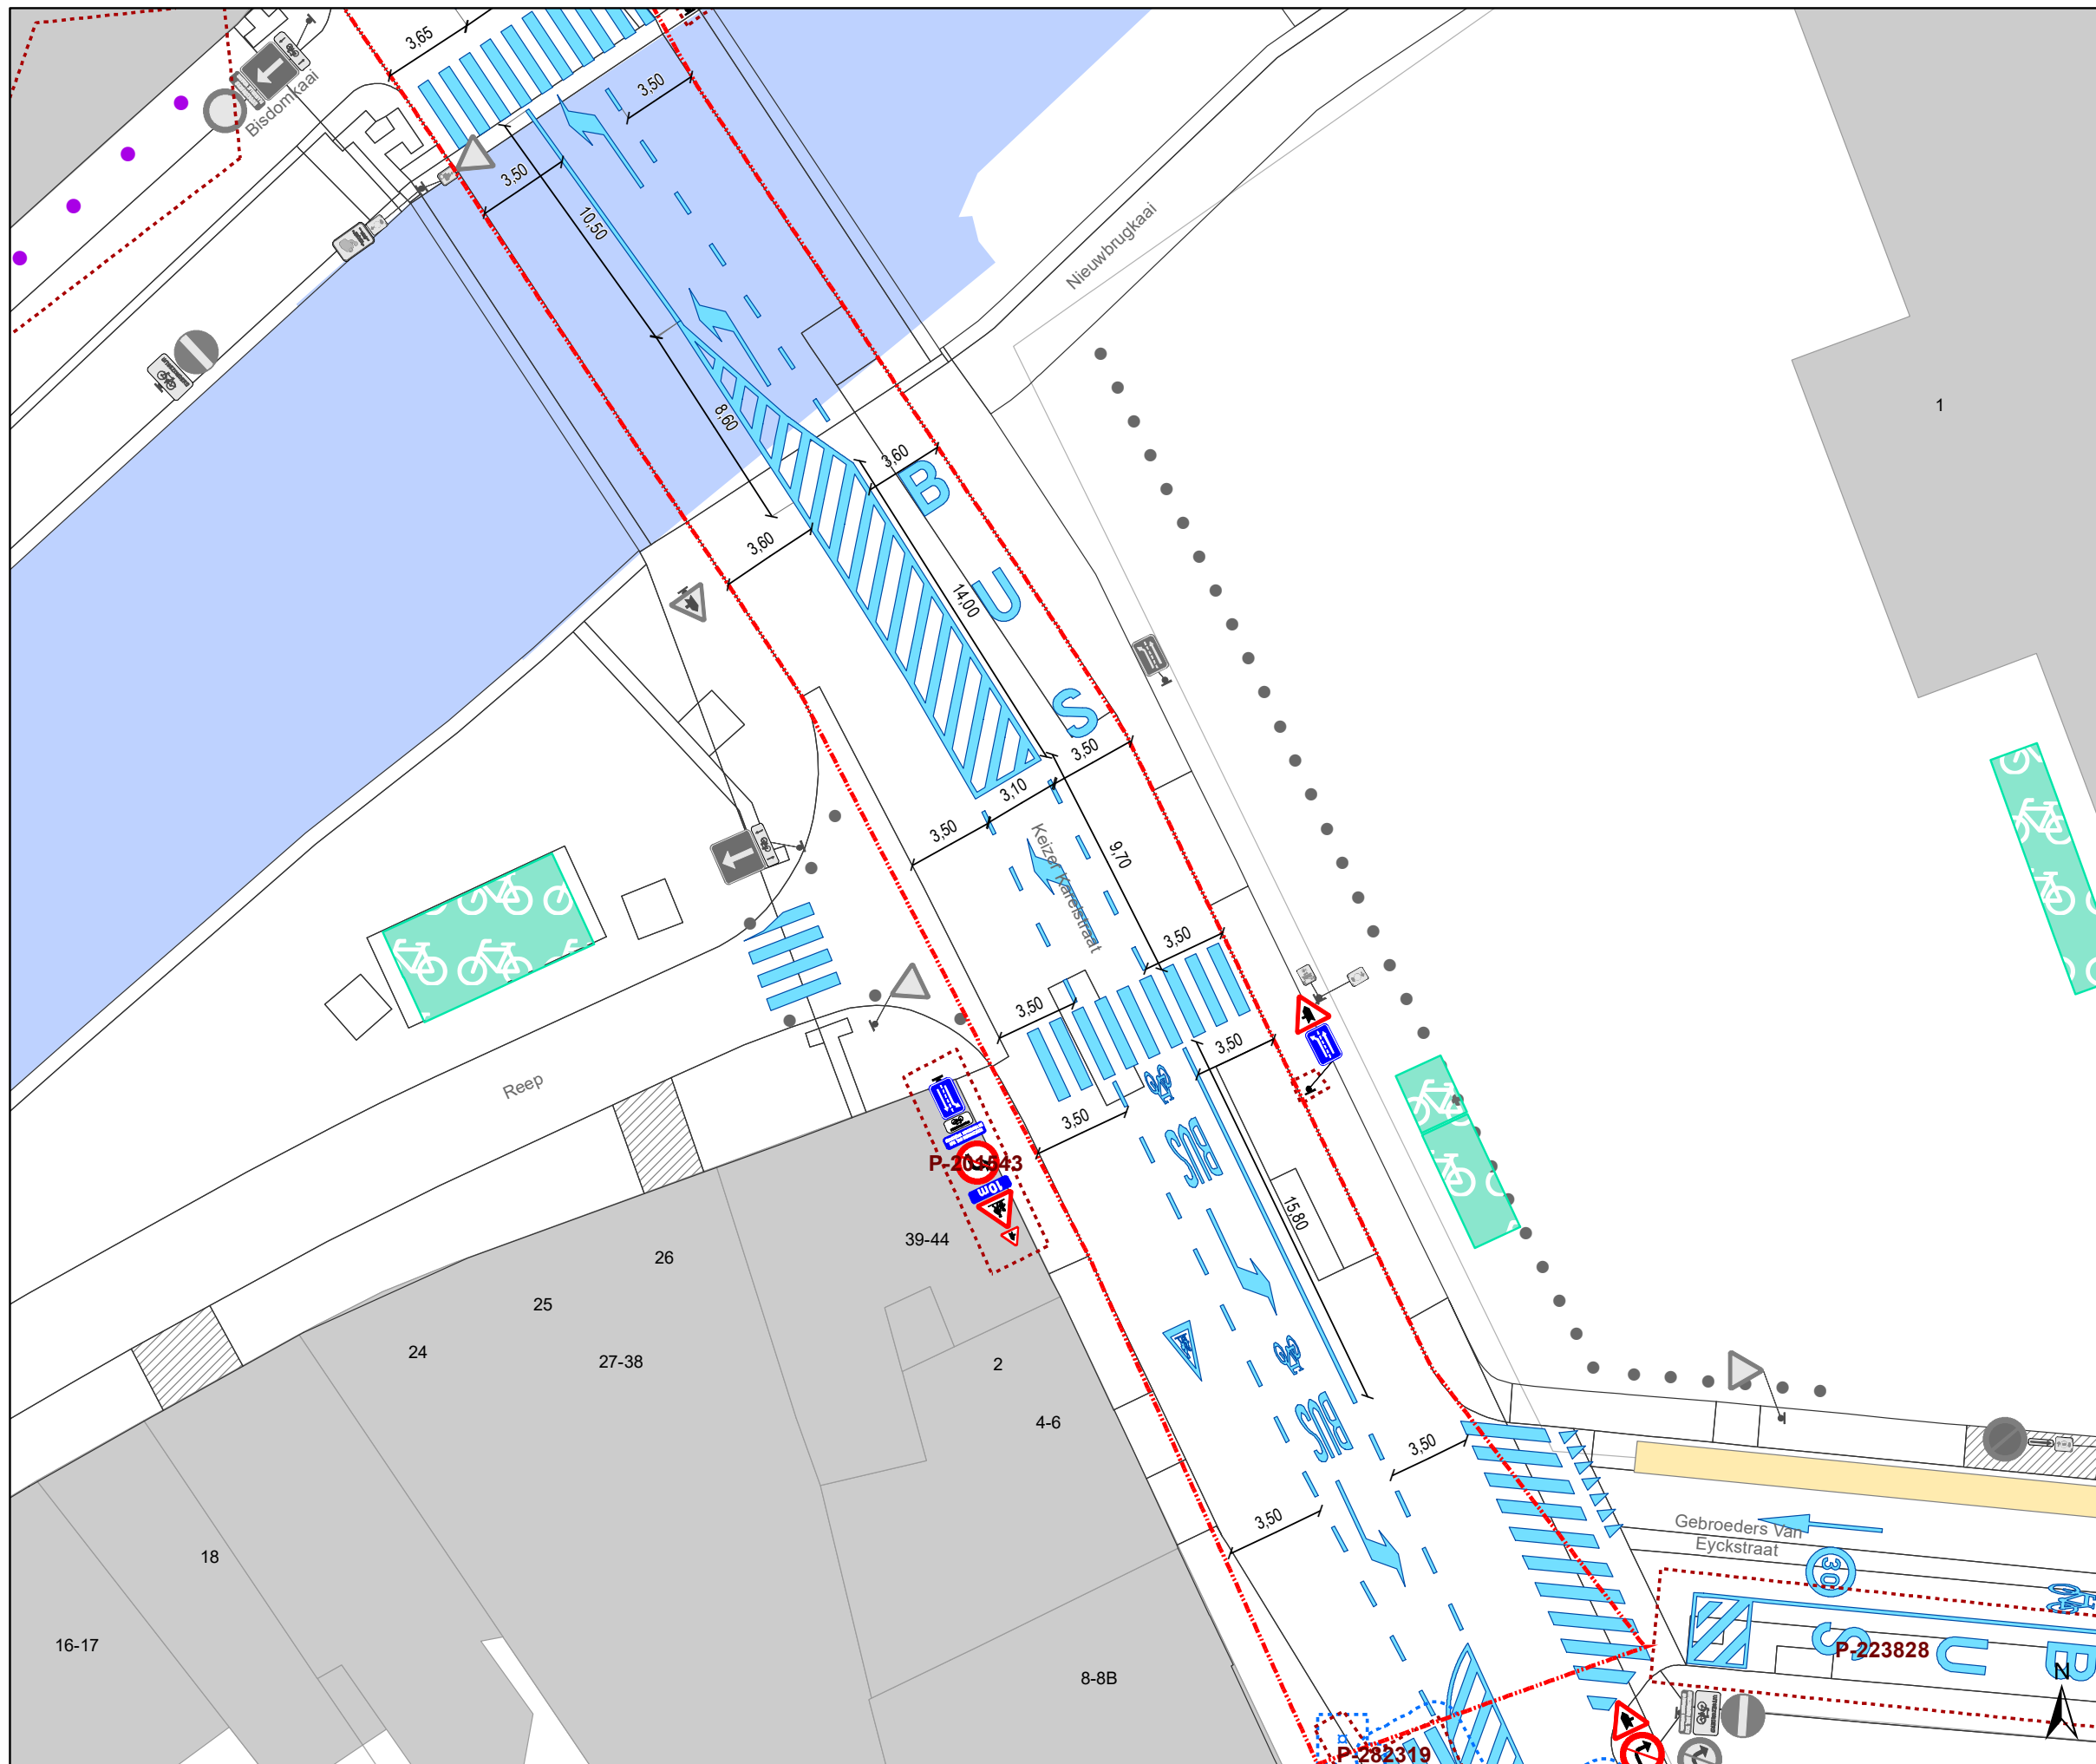 3,65
3,50
Bisdomkaai
3,50
10,50
Nieuwbrugkaai
8,60
3,60
B
1
3,60
14,00
U
S
3,50
3,10
3,50
9,70
Keizer Karelstraat
3,50
3,50
3,50
Reep
3,50
BUS
P-203543
10m
15,80
39-44
26
25
24
27-38
2
4-6
BUS
3,50
3,50
Gebroeders Van
Eyckstraat
30
18
16-17
8-8B
S
U
B
P-223828
N
P-282319